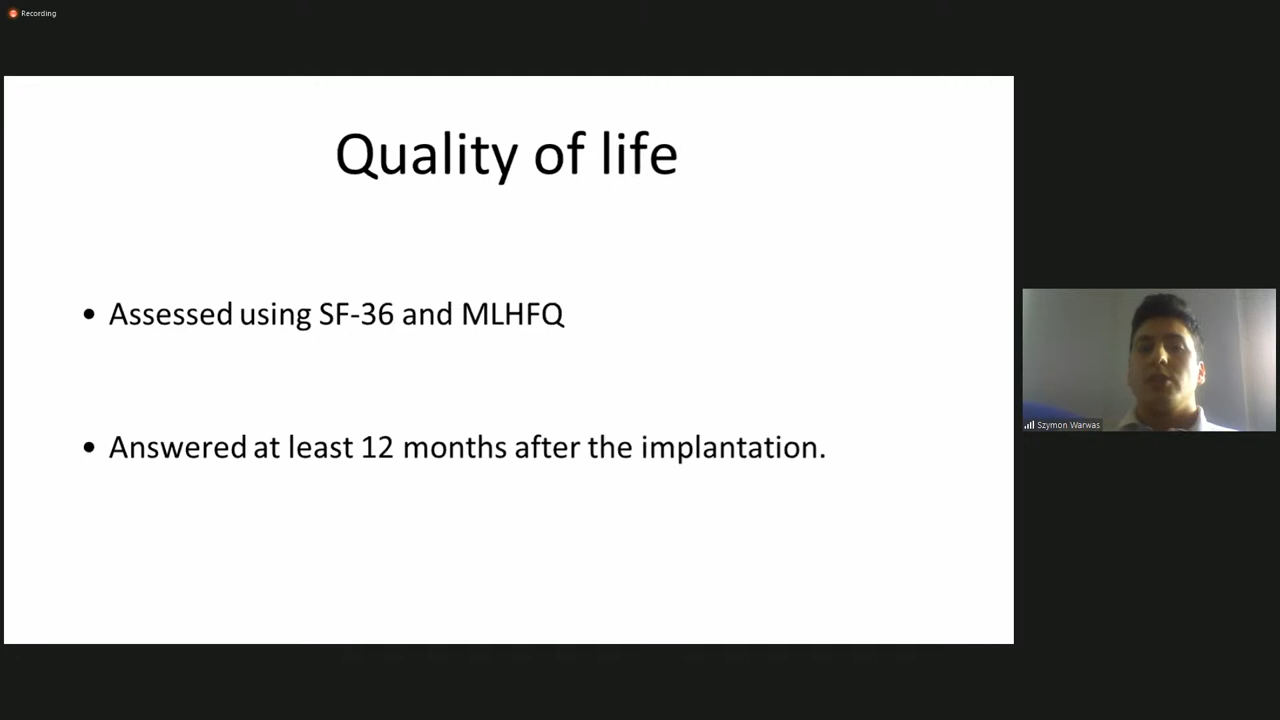 Recording
Quality of life
• Assessed using SF-36 and MLHFQ
• Answered at least 12 months after the implantation.
Szymon Warwas